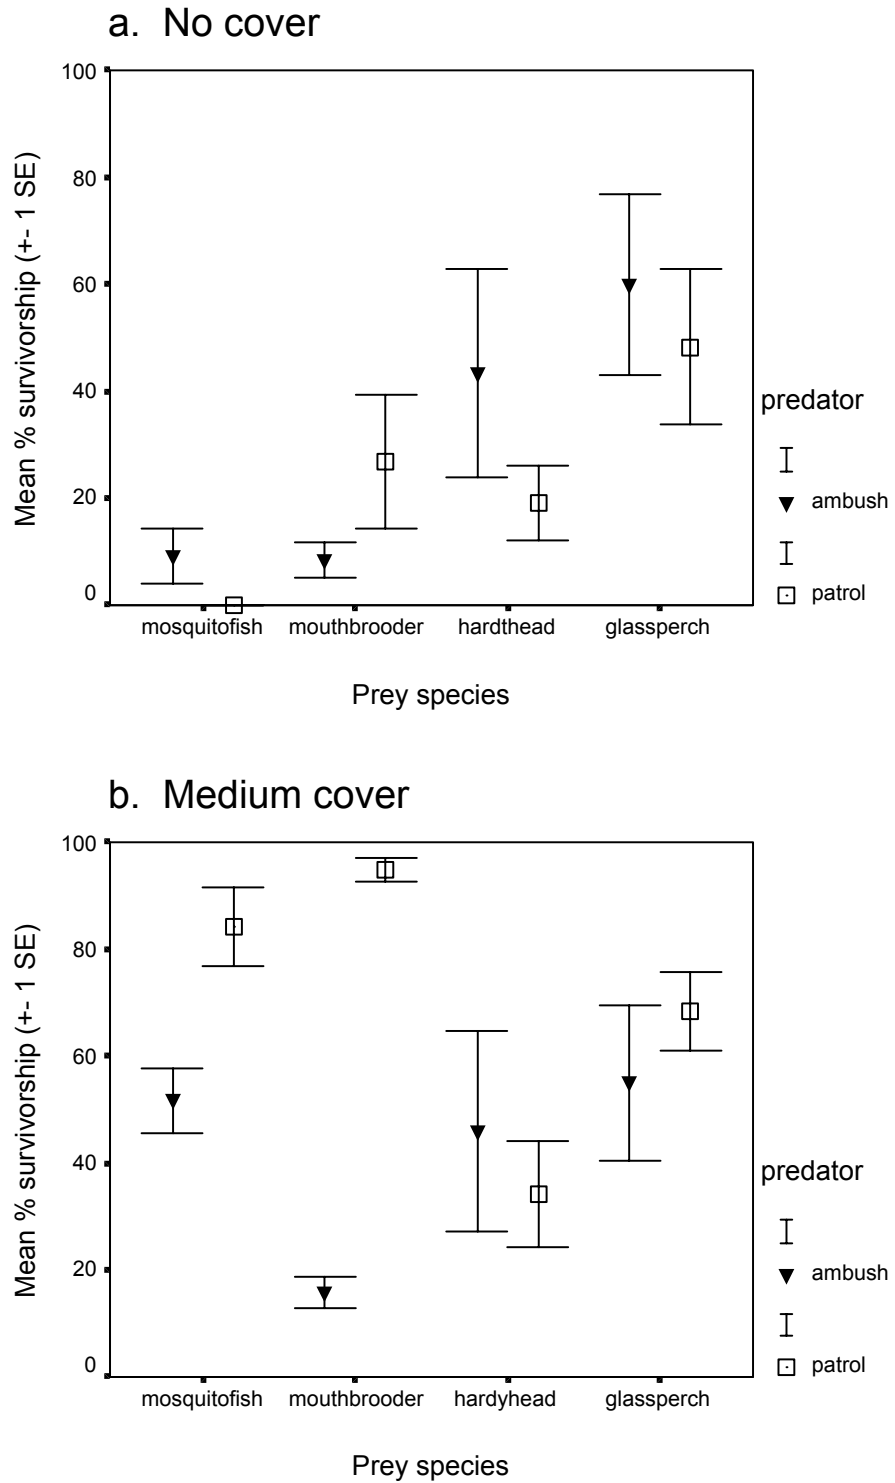 a. No cover
100
80
60
40
20
0
Mean % survivorship (+- 1 SE)
mosquitofish mouthbrooder hardthead glassperch
Prey species
predator
ambush
patrol
b. Medium cover
100
80
60
40
20
0
Mean % survivorship (+- 1 SE)
mosquitofish mouthbrooder hardyhead glassperch
Prey species
predator
ambush
patrol